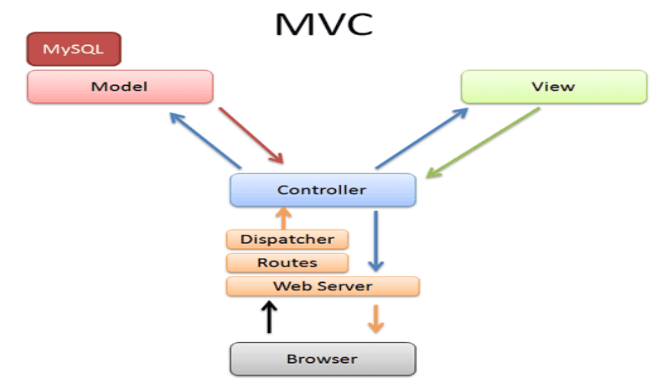 MVC
MySQL
Model
View
Controller
Dispatcher
Routes
Web Server
Browser